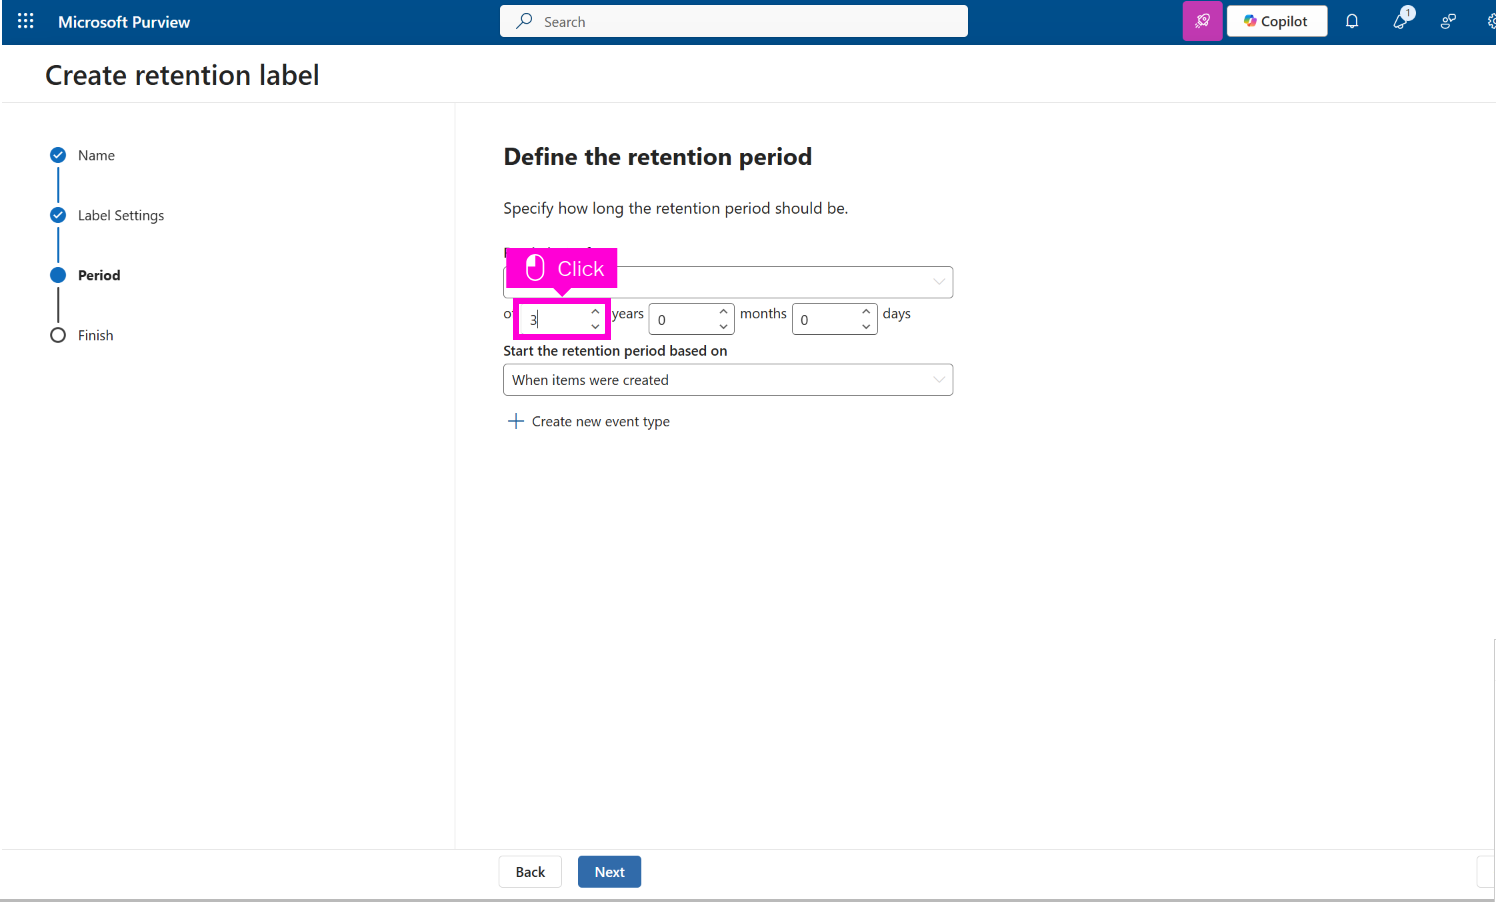 Microsoft Purview
Search
Copilot
1
Create retention label
Name
Label Settings
Period
Finish
Define the retention period
Specify how long the retention period should be.
Click
3
years
0
months
0
days
Start the retention period based on
When items were created
Create new event type
Back
Next